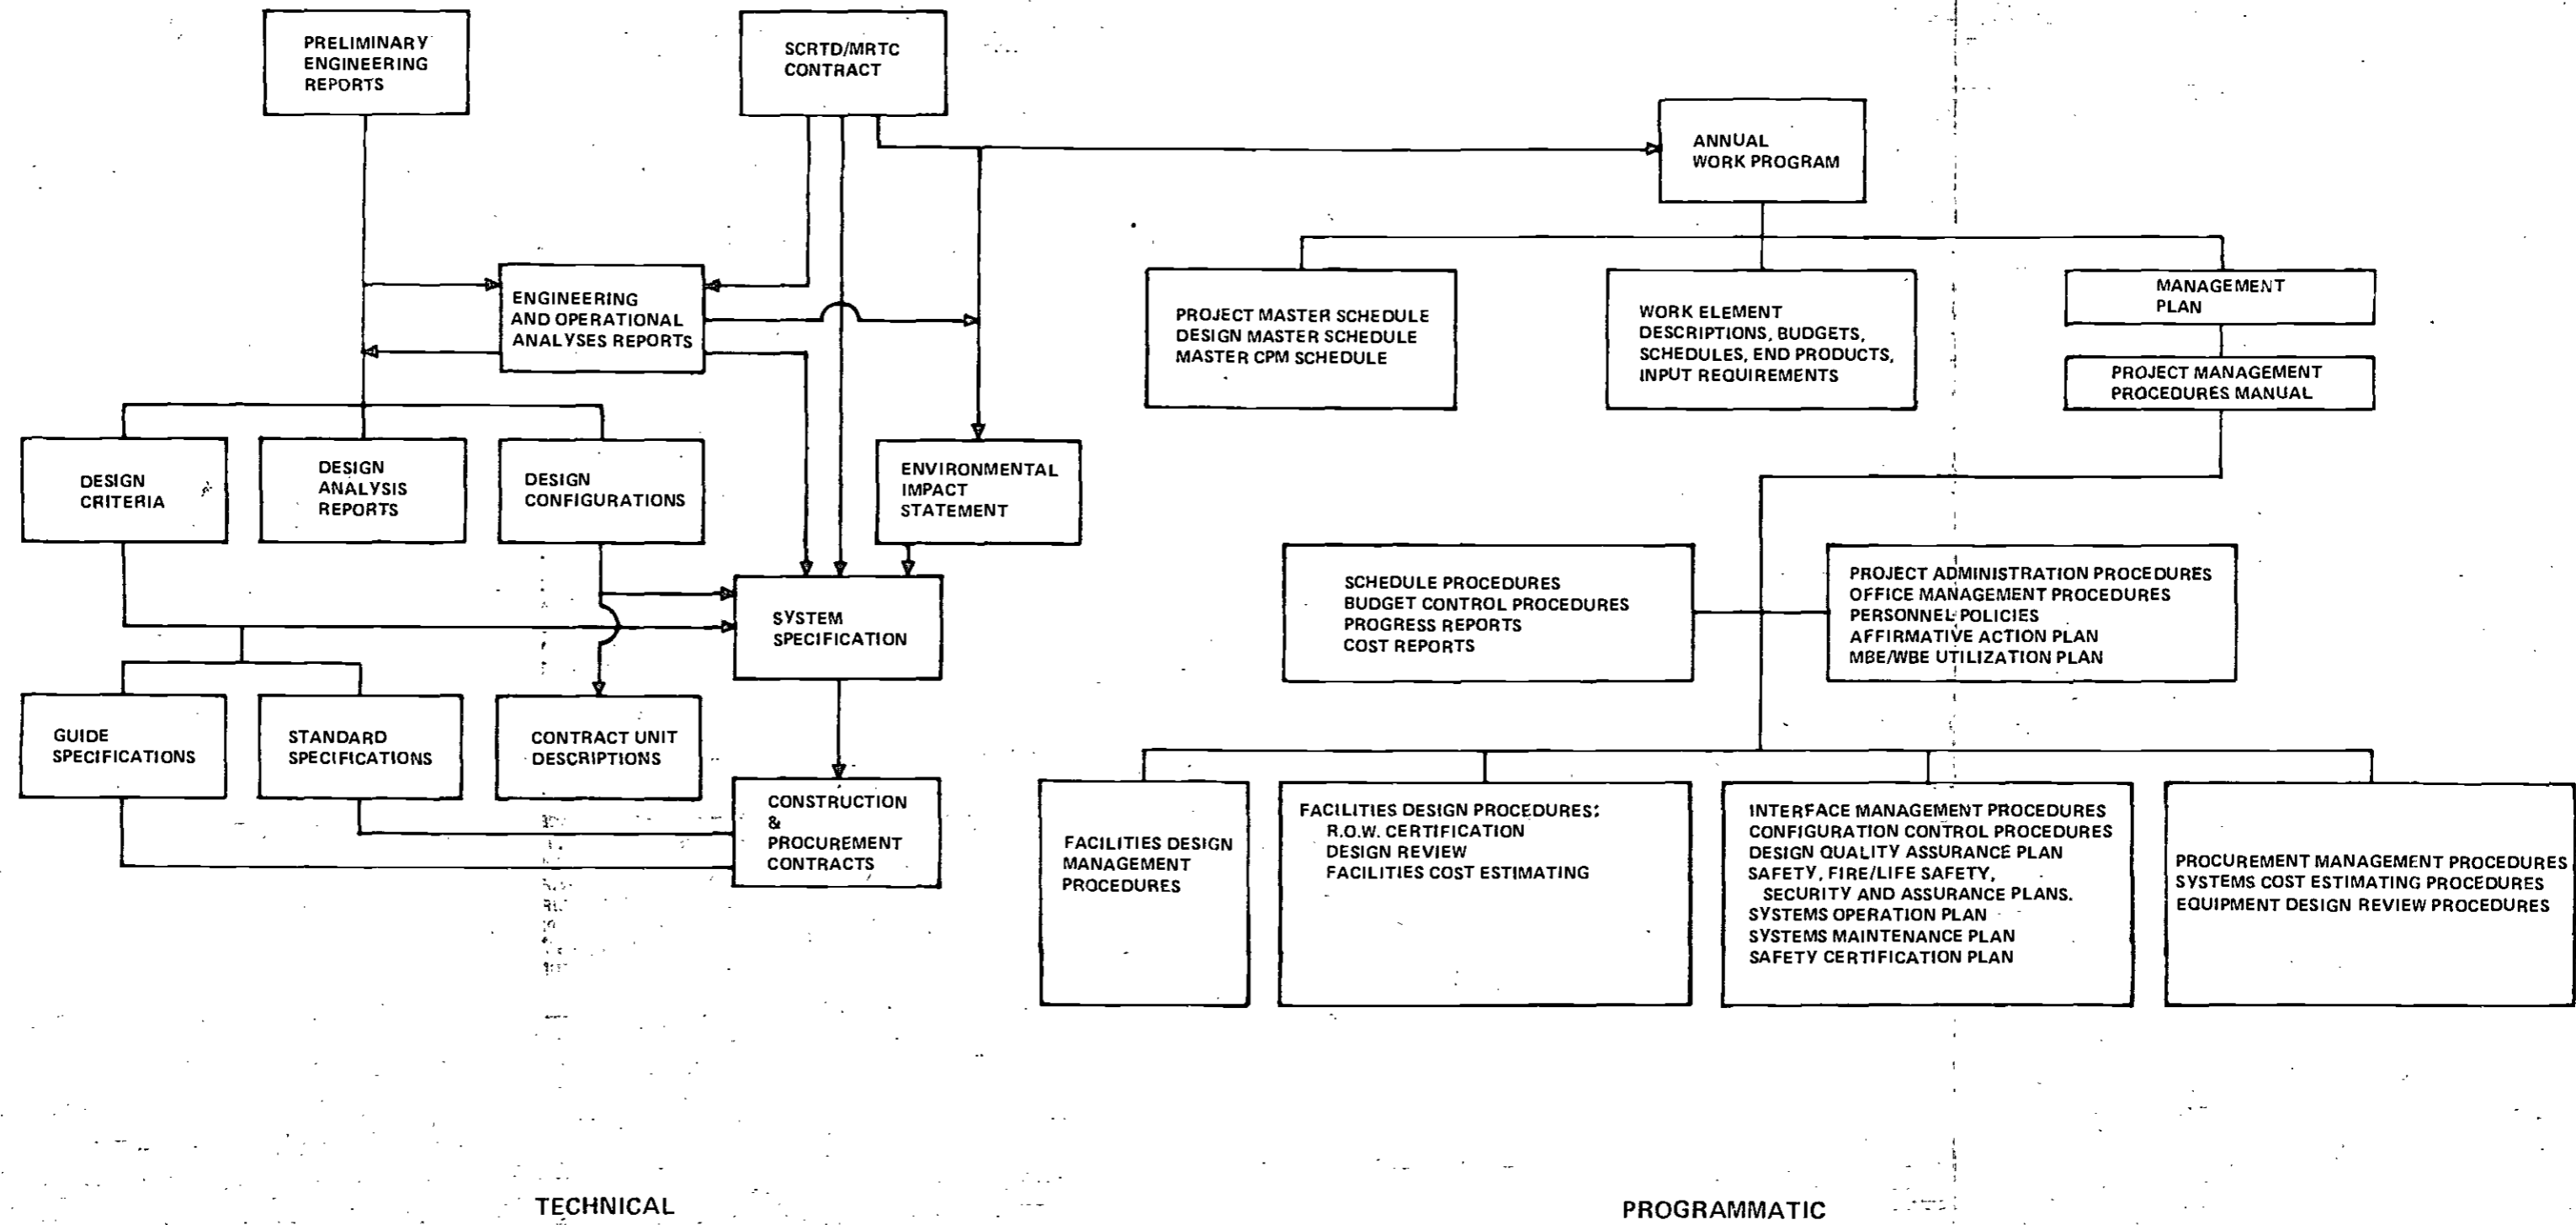 PRELIMINARY
ENGINEERING
REPORTS
SCRTD/MRTC
CONTRACT
ANNUAL
WORK PROGRAM
ENGINEERING
AND OPERATIONAL
ANALYSES REPORTS
PROJECT MASTER SCHEDULE
DESIGN MASTER SCHEDULE
MASTER CPM SCHEDULE
WORK ELEMENT
DESCRIPTIONS, BUDGETS,
SCHEDULES, END PRODUCTS,
INPUT REQUIREMENTS
MANAGEMENT
PLAN
PROJECT MANAGEMENT
PROCEDURES MANUAL
DESIGN
CRITERIA
DESIGN
ANALYSIS
REPORTS
DESIGN
CONFIGURATIONS
ENVIRONMENTAL
IMPACT
STATEMENT
SYSTEM
SPECIFICATION
SCHEDULE PROCEDURES
BUDGET CONTROL PROCEDURES
PROGRESS REPORTS
COST REPORTS
PROJECT ADMINISTRATION PROCEDURES
OFFICE MANAGEMENT PROCEDURES
PERSONNEL POLICIES
AFFIRMATIVE ACTION PLAN
MBE/WBE UTILIZATION PLAN
GUIDE
SPECIFICATIONS
STANDARD
SPECIFICATIONS
CONTRACT UNIT
DESCRIPTIONS
CONSTRUCTION
&
PROCUREMENT
CONTRACTS
FACILITIES DESIGN
MANAGEMENT
PROCEDURES
FACILITIES DESIGN PROCEDURES:
R.O.W. CERTIFICATION
DESIGN REVIEW
FACILITIES COST ESTIMATING
INTERFACE MANAGEMENT PROCEDURES
CONFIGURATION CONTROL PROCEDURES
DESIGN QUALITY ASSURANCE PLAN
SAFETY, FIRE/LIFE SAFETY,
SECURITY AND ASSURANCE PLANS.
SYSTEMS OPERATION PLAN
SYSTEMS MAINTENANCE PLAN
SAFETY CERTIFICATION PLAN
PROCUREMENT MANAGEMENT PROCEDURES
SYSTEMS COST ESTIMATING PROCEDURES
EQUIPMENT DESIGN REVIEW PROCEDURES
TECHNICAL
PROGRAMMATIC